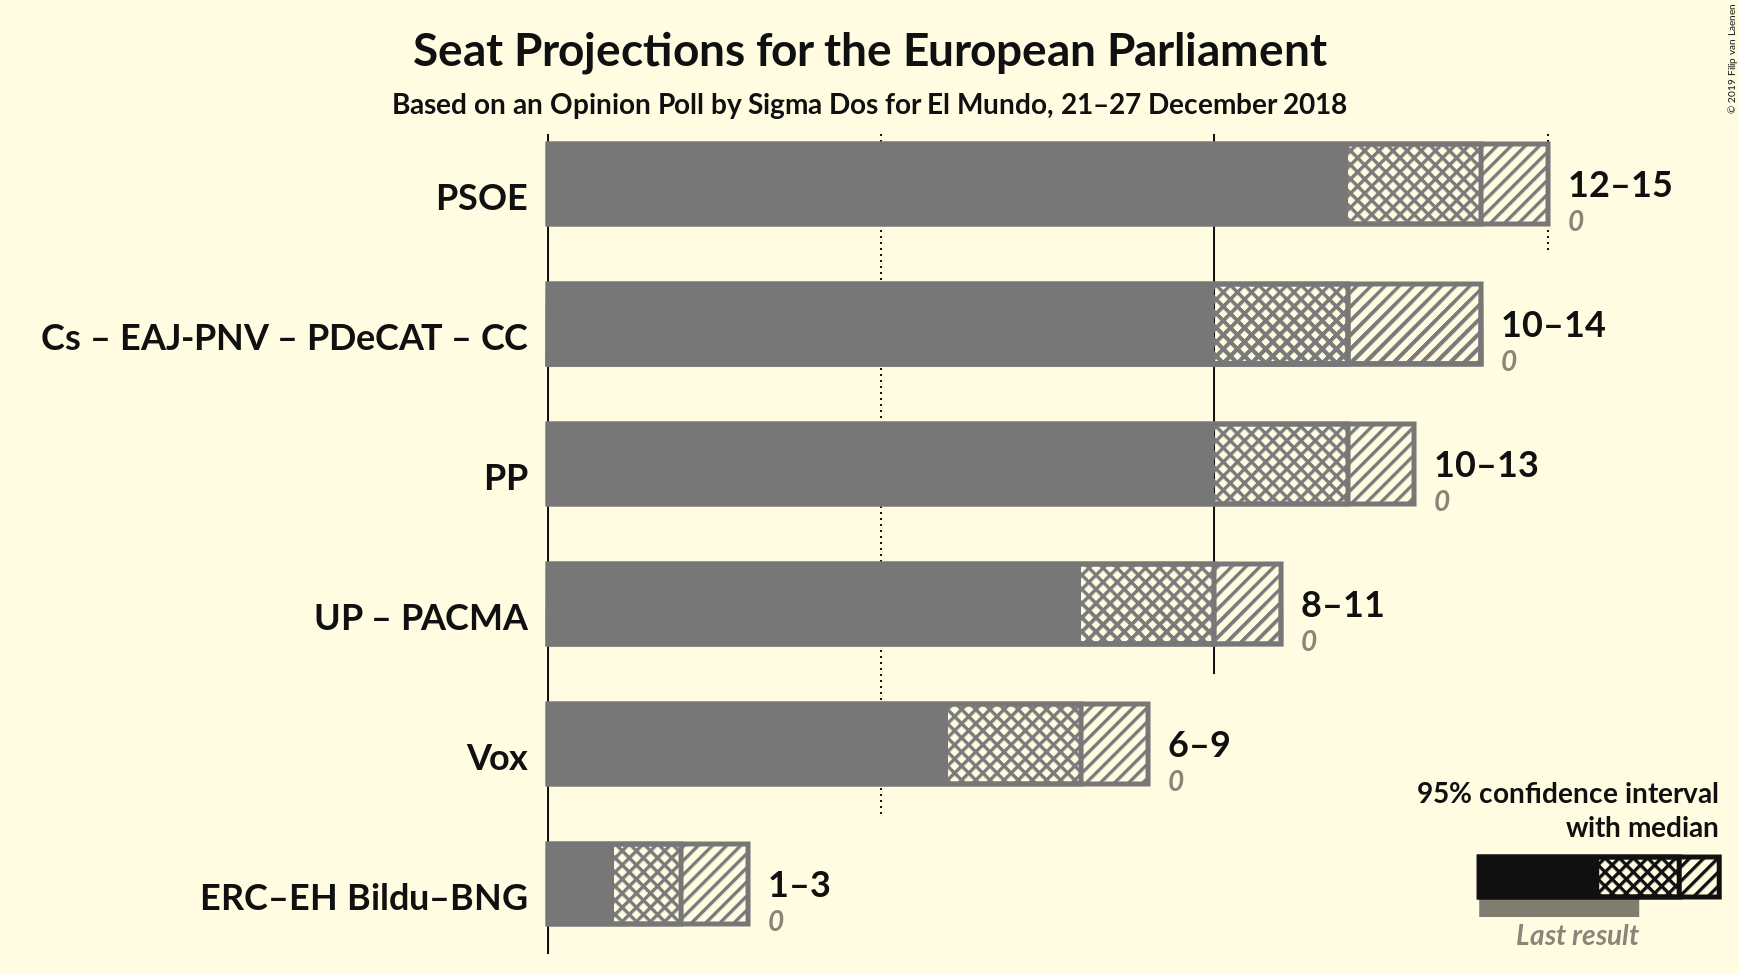 Seat Projections for the European Parliament
Based on an Opinion Poll by Sigma Dos for El Mundo, 21–27 December 2018
© 2019 Filip van Laenen
PSOE
12–15
0
Cs – EAJ-PNV – PDeCAT – CC
10–14
0
PP
10–13
0
UP – PACMA
8–11
0
Vox
6–9
0
ERC–EH Bildu–BNG
1–3
0
95% confidence interval
with median
Last result